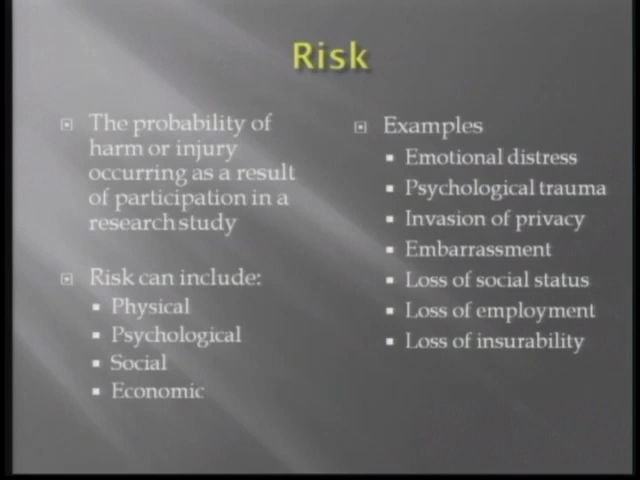 Risk
The probability of
harm or injury
occurring as a result
of participation in a
research study
Risk can include:
Physical
Psychological
Social
Economic
Examples
Emotional distress
Psychological trauma
Invasion of privacy
Embarrassment
Loss of social status
Loss of employment
Loss of insurability